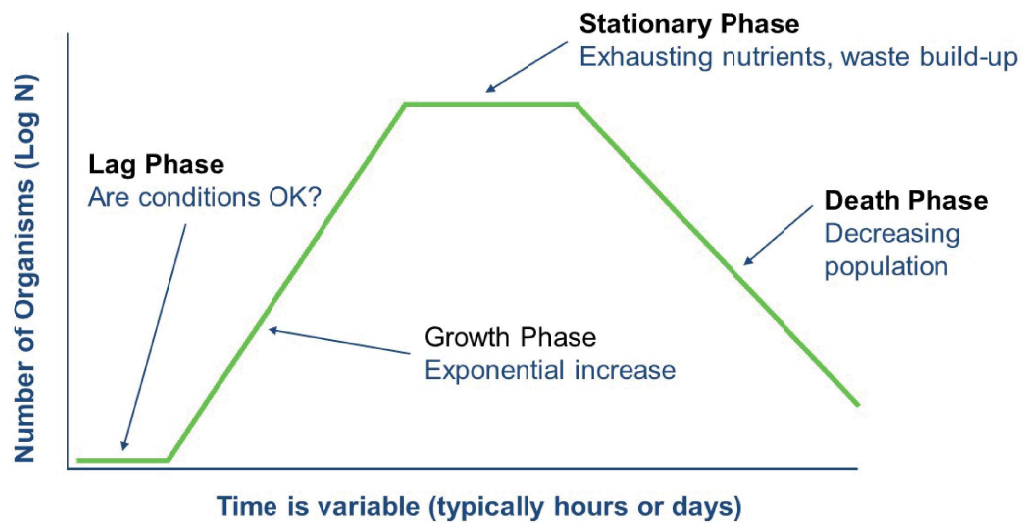 Stationary Phase
Exhausting nutrients, waste build-up
Number of Organisms (Log N)
Lag Phase
Are conditions OK?
Death Phase
Decreasing
population
Growth Phase
Exponential increase
Time is variable (typically hours or days)